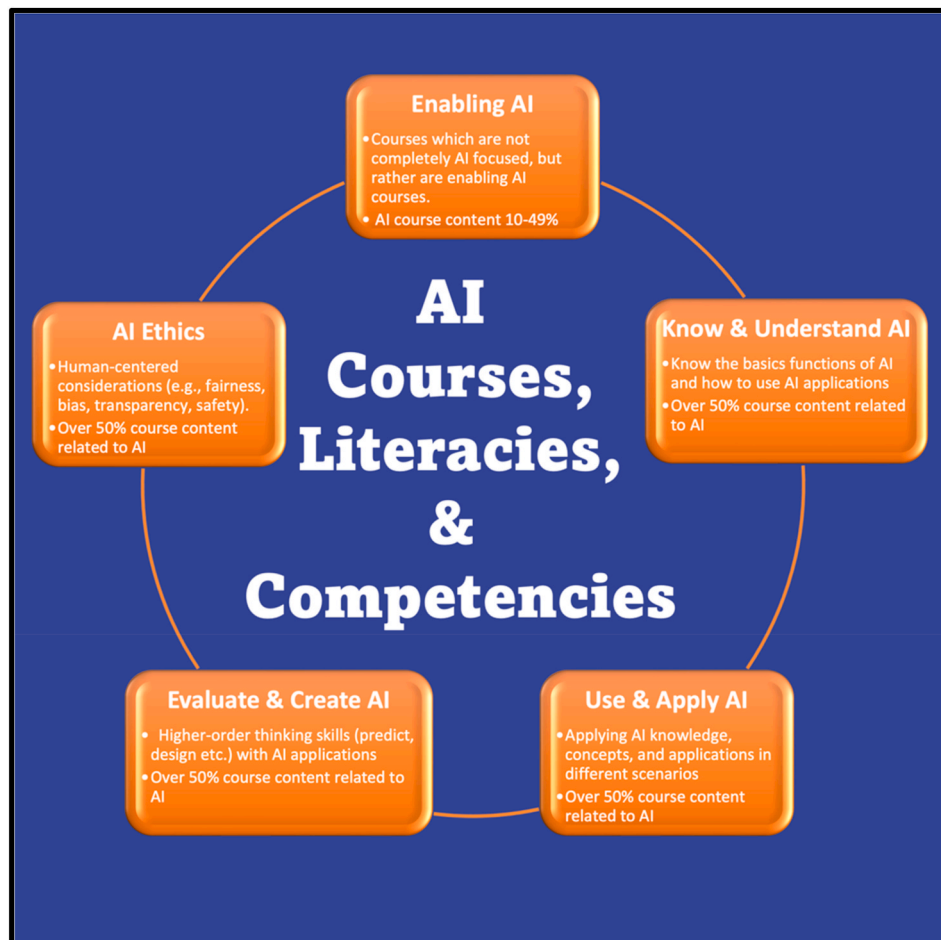 Enabling AI
•Courses which are not
completely AI focused, but
rather are enabling AI
courses.
• AI course content 10-49%
AI
Courses,
Literacies,
&
Competencies
AI Ethics
•Human-centered
considerations (e.g., fairness,
bias, transparency, safety).
•Over 50% course content
related to AI
Know & Understand AI
•Know the basics functions of AI
and how to use AI applications
•Over 50% course content related
to AI
Evaluate & Create AI
• Higher-order thinking skills (predict,
design etc.) with AI applications
•Over 50% course content related to
AI
Use & Apply AI
•Applying AI knowledge,
concepts, and applications in
different scenarios
•Over 50% course content
related to AI